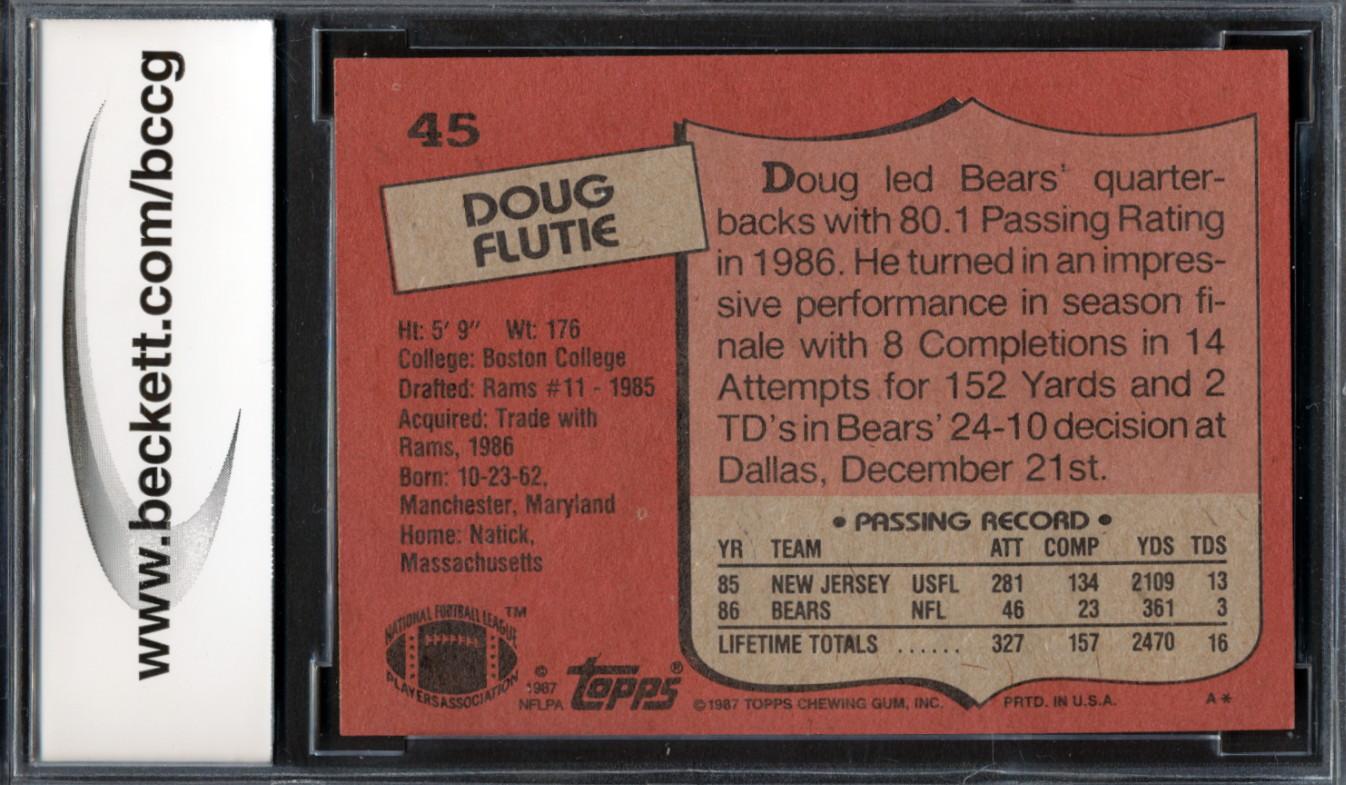 www.beckett.com/bccg
45
DOUG
FLUTIE
Ht: 5' 9" Wt: 176
College: Boston College
Drafted: Rams #11 - 1985
Acquired: Trade with
Rams, 1986
Born: 10-23-62,
Manchester, Maryland
Home: Natick,
Massachusetts
NATIONAL FOOTBALL LEAGUE
PLAYERS ASSOCIATION
™
© 1987
NFLPA
topps®
Doug led Bears' quarter-
backs with 80.1 Passing Rating
in 1986. He turned in an impres-
sive performance in season fi-
nale with 8 Completions in 14
Attempts for 152 Yards and 2
TD's in Bears' 24-10 decision at
Dallas, December 21st.
• PASSING RECORD •
YR TEAM ATT COMP YDS TDS
85 NEW JERSEY USFL 281 134 2109 13
86 BEARS NFL 46 23 361 3
LIFETIME TOTALS ...... 327 157 2470 16
©1987 TOPPS CHEWING GUM, INC. PRTD. IN U.S.A. A*